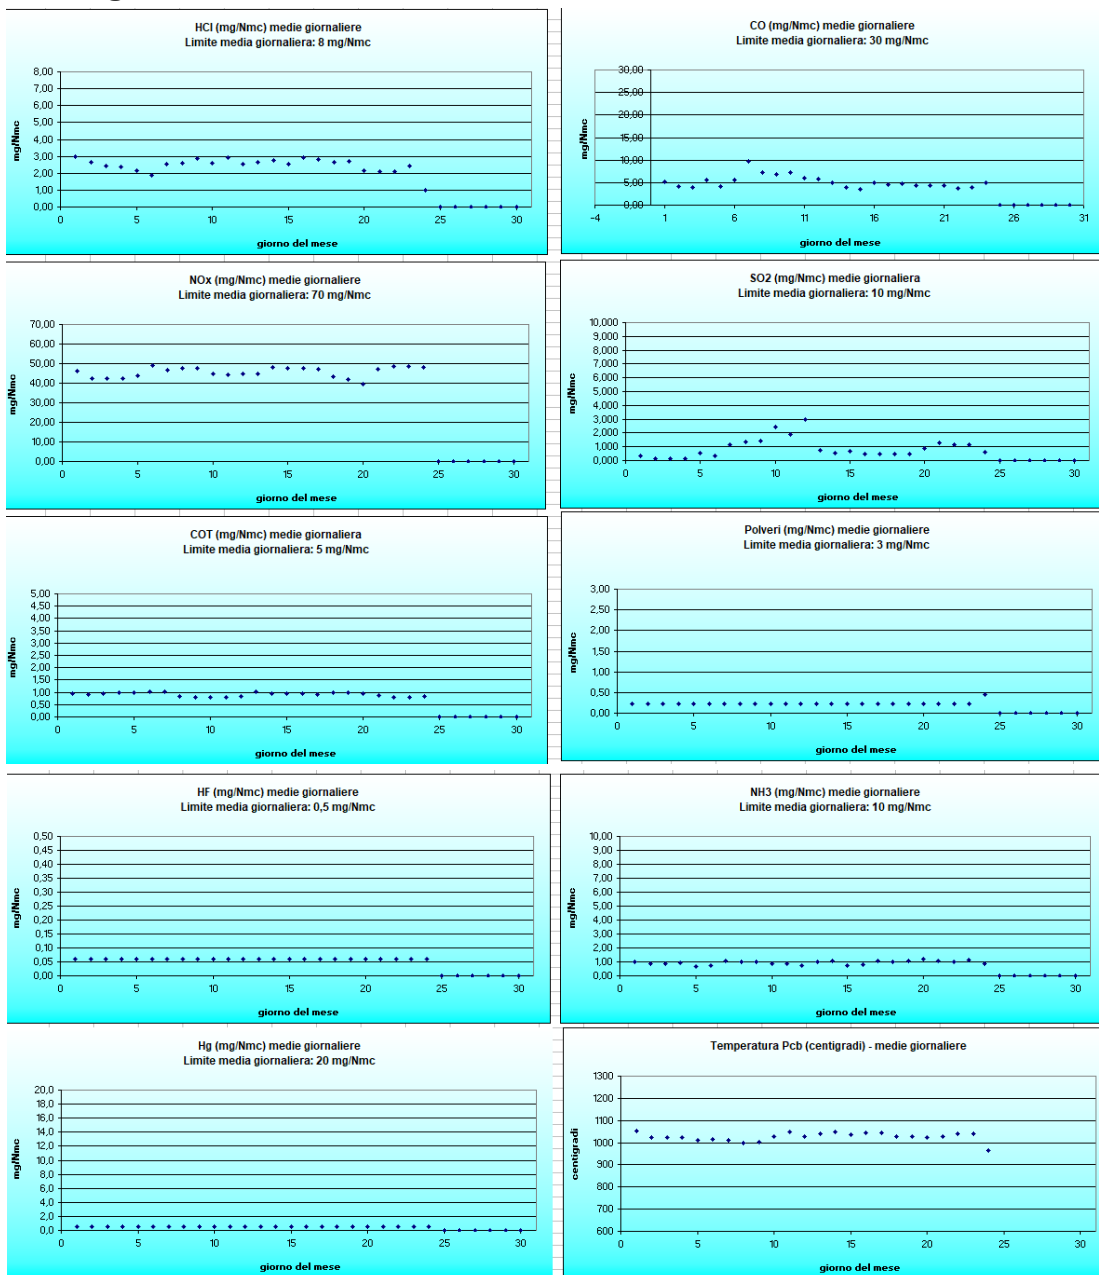 HCl (mg/Nmc) medie giornaliere
Limite media giornaliera: 8 mg/Nmc
8,00
7,00
6,00
5,00
4,00
3,00
2,00
1,00
0,00
mg/Nmc
0 5 10 15 20 25 30
giorno del mese
CO (mg/Nmc) medie giornaliere
Limite media giornaliera: 30 mg/Nmc
30,00
25,00
20,00
15,00
10,00
5,00
0,00
mg/Nmc
-4 1 6 11 16 21 26 31
giorno del mese
NOx (mg/Nmc) medie giornaliere
Limite media giornaliera: 70 mg/Nmc
70,00
60,00
50,00
40,00
30,00
20,00
10,00
0,00
mg/Nmc
0 5 10 15 20 25 30
giorno del mese
SO2 (mg/Nmc) medie giornaliera
Limite media giornaliera: 10 mg/Nmc
10,000
9,000
8,000
7,000
6,000
5,000
4,000
3,000
2,000
1,000
0,000
mg/Nmc
0 5 10 15 20 25 30
giorno del mese
COT (mg/Nmc) medie giornaliera
Limite media giornaliera: 5 mg/Nmc
5,00
4,50
4,00
3,50
3,00
2,50
2,00
1,50
1,00
0,50
0,00
mg/Nmc
0 5 10 15 20 25 30
giorno del mese
Polveri (mg/Nmc) medie giornaliere
Limite media giornaliera: 3 mg/Nmc
3,00
2,50
2,00
1,50
1,00
0,50
0,00
mg/Nmc
0 5 10 15 20 25 30
giorno del mese
HF (mg/Nmc) medie giornaliere
Limite media giornaliera: 0,5 mg/Nmc
0,50
0,45
0,40
0,35
0,30
0,25
0,20
0,15
0,10
0,05
0,00
mg/Nmc
0 5 10 15 20 25 30
giorno del mese
NH3 (mg/Nmc) medie giornaliere
Limite media giornaliera: 10 mg/Nmc
10,00
9,00
8,00
7,00
6,00
5,00
4,00
3,00
2,00
1,00
0,00
mg/Nmc
0 5 10 15 20 25 30
giorno del mese
Hg (mg/Nmc) medie giornaliere
Limite media giornaliera: 20 mg/Nmc
20,0
18,0
16,0
14,0
12,0
10,0
8,0
6,0
4,0
2,0
0,0
mg/Nmc
0 5 10 15 20 25 30
giorno del mese
Temperatura Pcb (centigradi) - medie giornaliere
1300
1200
1100
1000
900
800
700
600
centigradi
0 5 10 15 20 25 30
giorno del mese